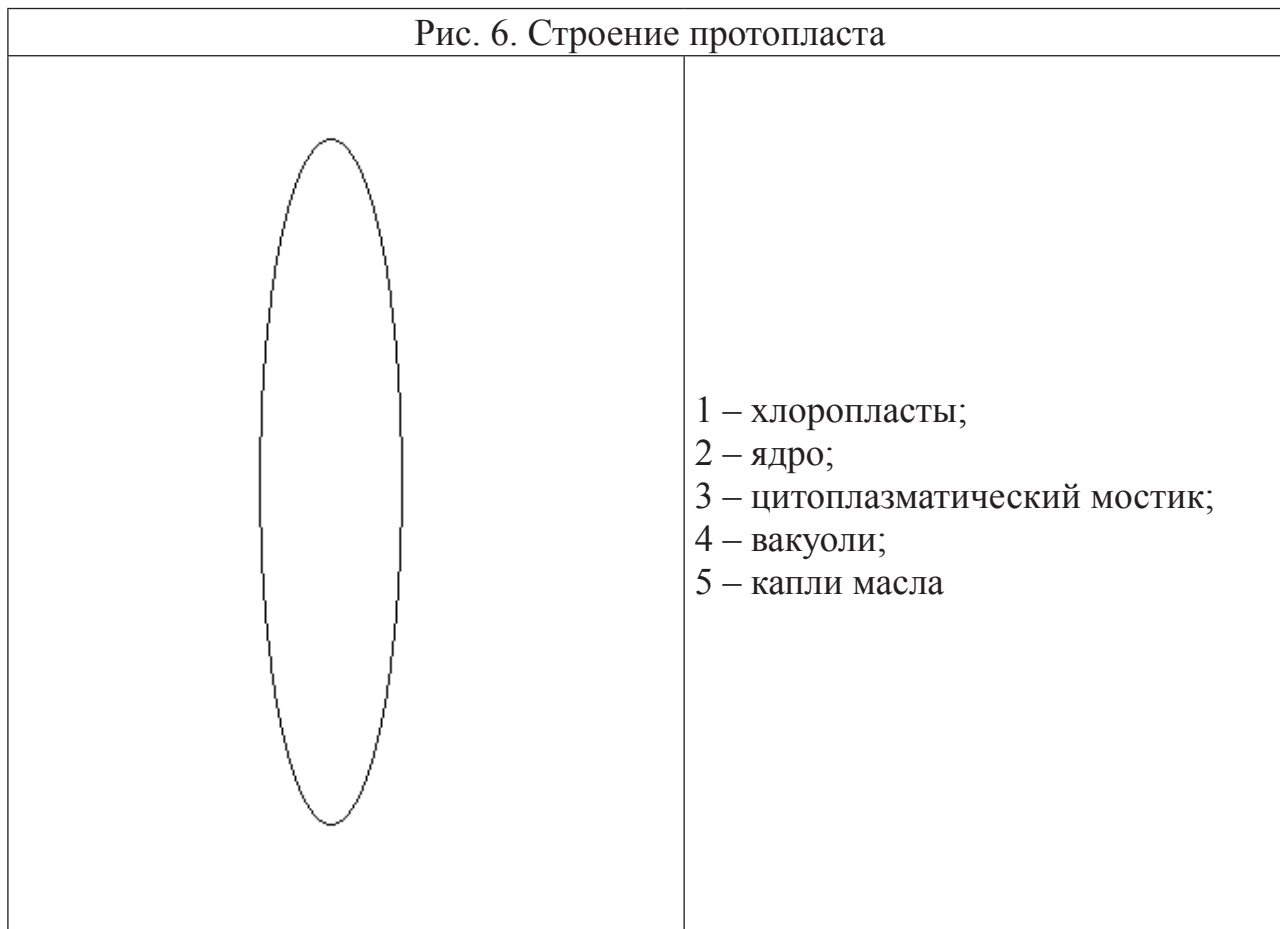 Рис. 6. Строение протопласта
1 – хлоропласты;
2 – ядро;
3 – цитоплазматический мостик;
4 – вакуоли;
5 – капли масла